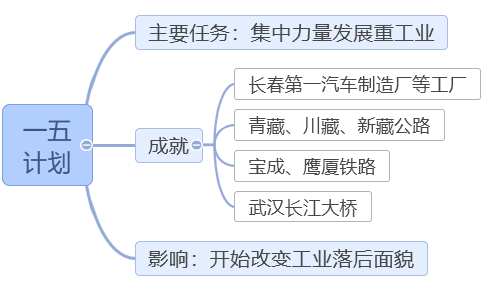 一五
计划
主要任务：集中力量发展重工业
成就
长春第一汽车制造厂等工厂
青藏、川藏、新藏公路
宝成、鹰厦铁路
武汉长江大桥
影响：开始改变工业落后面貌